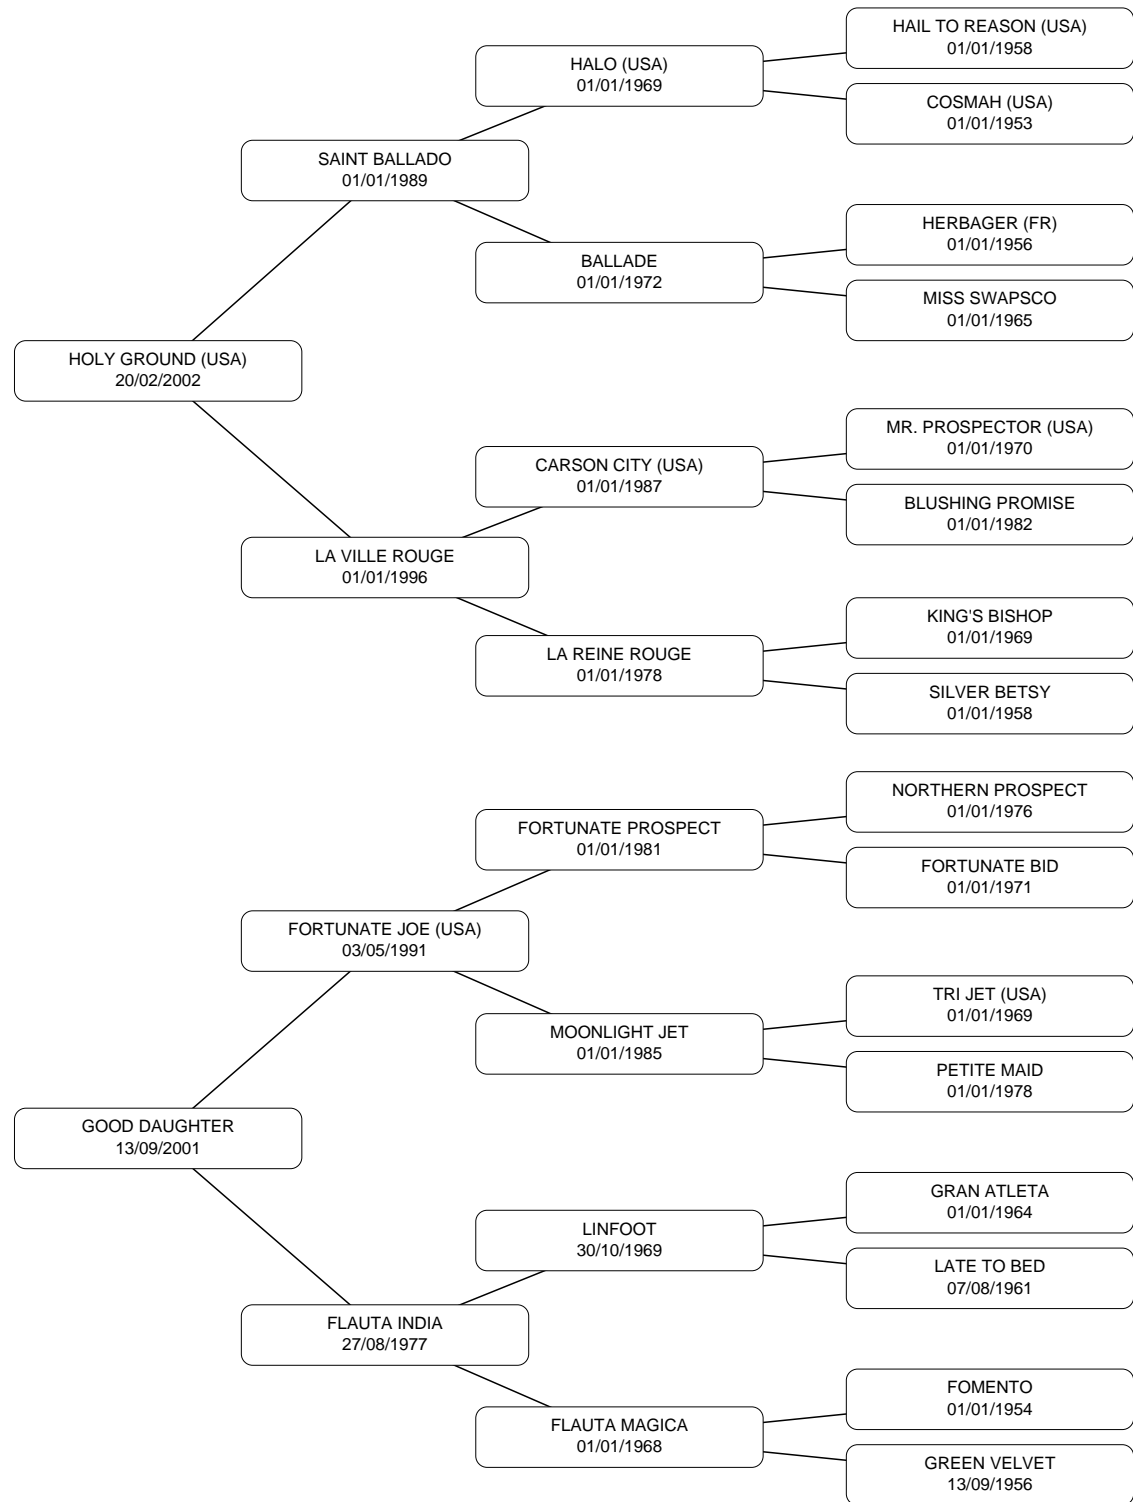 HAIL TO REASON (USA)
01/01/1958
HALO (USA)
01/01/1969
COSMAH (USA)
01/01/1953
SAINT BALLADO
01/01/1989
HERBAGER (FR)
01/01/1956
BALLADE
01/01/1972
MISS SWAPSCO
01/01/1965
HOLY GROUND (USA)
20/02/2002
MR. PROSPECTOR (USA)
01/01/1970
CARSON CITY (USA)
01/01/1987
BLUSHING PROMISE
01/01/1982
LA VILLE ROUGE
01/01/1996
KING'S BISHOP
01/01/1969
LA REINE ROUGE
01/01/1978
SILVER BETSY
01/01/1958
NORTHERN PROSPECT
01/01/1976
FORTUNATE PROSPECT
01/01/1981
FORTUNATE BID
01/01/1971
FORTUNATE JOE (USA)
03/05/1991
TRI JET (USA)
01/01/1969
MOONLIGHT JET
01/01/1985
PETITE MAID
01/01/1978
GOOD DAUGHTER
13/09/2001
GRAN ATLETA
01/01/1964
LINFOOT
30/10/1969
LATE TO BED
07/08/1961
FLAUTA INDIA
27/08/1977
FOMENTO
01/01/1954
FLAUTA MAGICA
01/01/1968
GREEN VELVET
13/09/1956